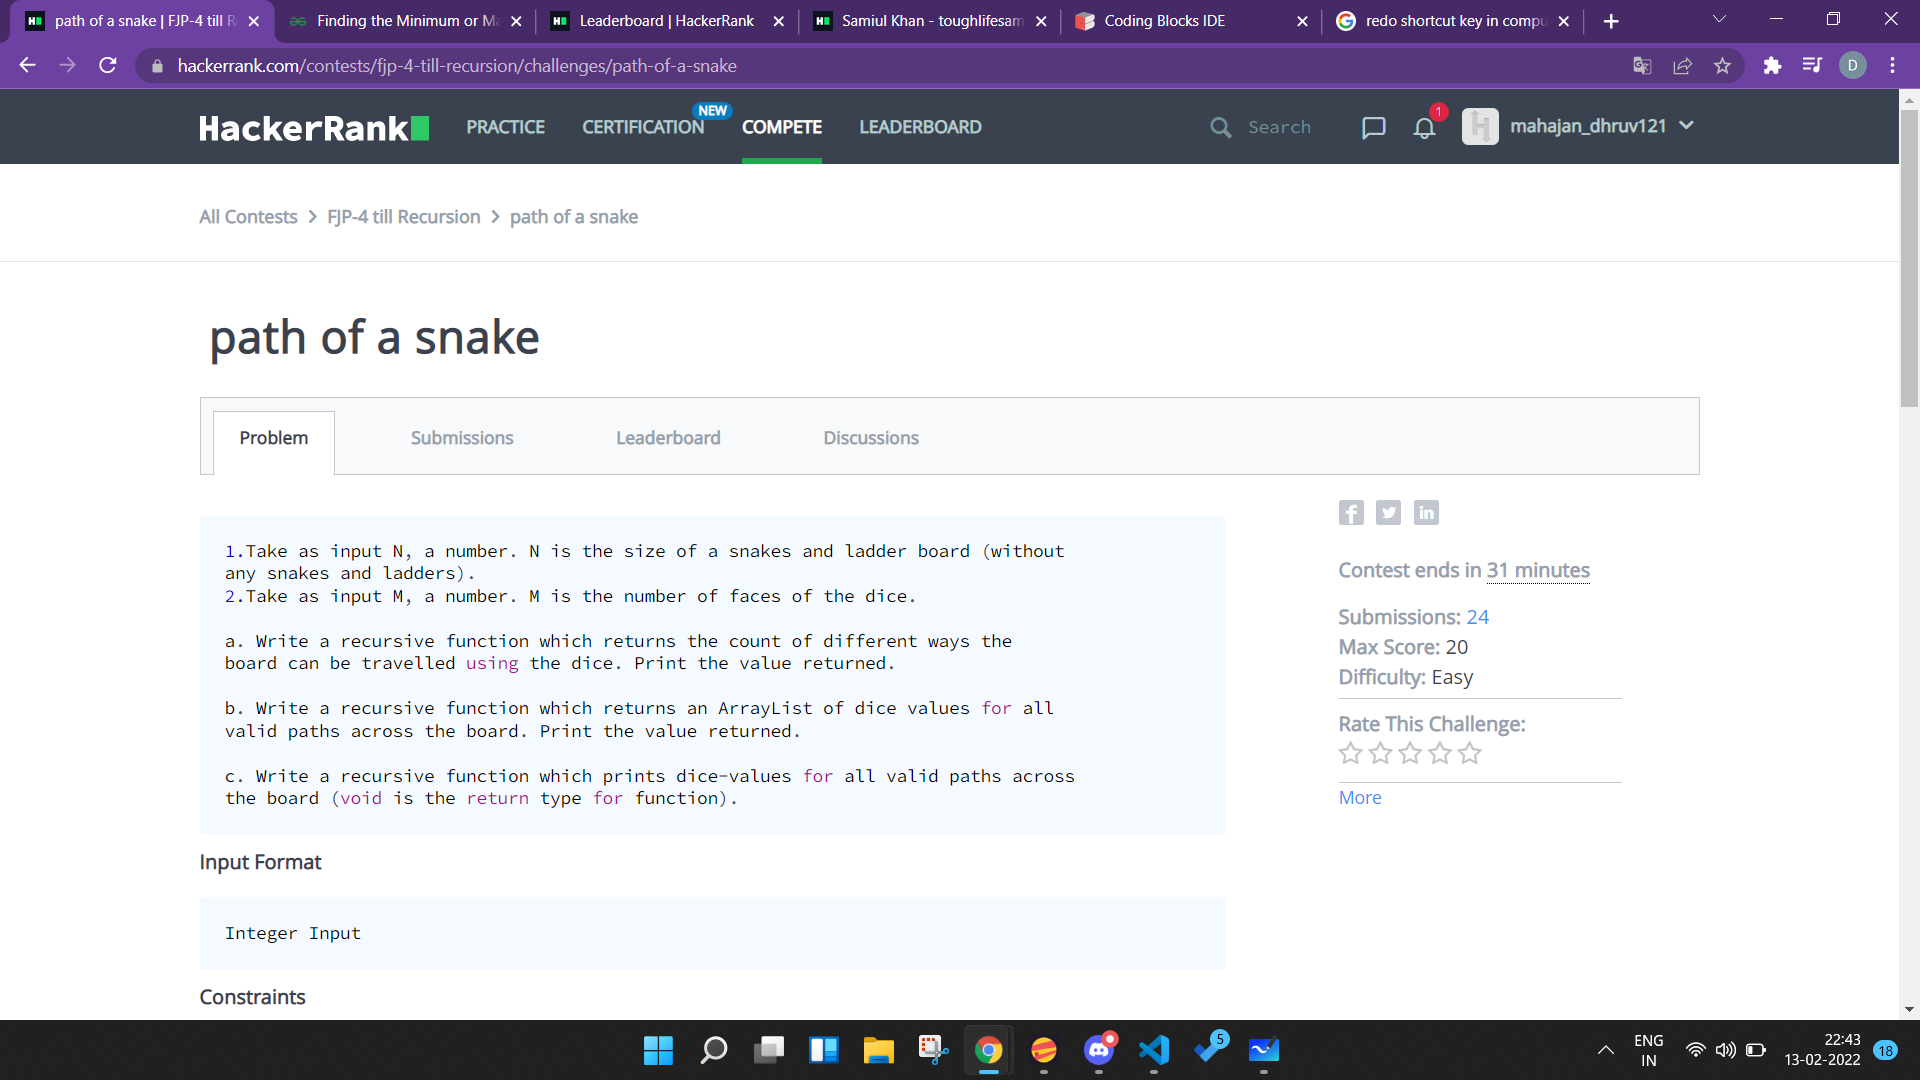 path of a snake | FJP-4 till R
Finding the Minimum or Ma
Leaderboard | HackerRank
Samiul Khan - toughlifesam
Coding Blocks IDE
redo shortcut key in compu
hackerrank.com/contests/fjp-4-till-recursion/challenges/path-of-a-snake
D
HackerRank
PRACTICE
CERTIFICATION
NEW
COMPETE
LEADERBOARD
Search
1
mahajan_dhruv121
All Contests > FJP-4 till Recursion > path of a snake
path of a snake
Problem
Submissions
Leaderboard
Discussions
1.Take as input N, a number. N is the size of a snakes and ladder board (without
any snakes and ladders).
2.Take as input M, a number. M is the number of faces of the dice.
a. Write a recursive function which returns the count of different ways the
board can be travelled using the dice. Print the value returned.
b. Write a recursive function which returns an ArrayList of dice values for all
valid paths across the board. Print the value returned.
c. Write a recursive function which prints dice-values for all valid paths across
the board (void is the return type for function).
Input Format
Integer Input
Constraints
Contest ends in 31 minutes
Submissions: 24
Max Score: 20
Difficulty: Easy
Rate This Challenge:
More
5
ENG
IN
22:43
13-02-2022
18